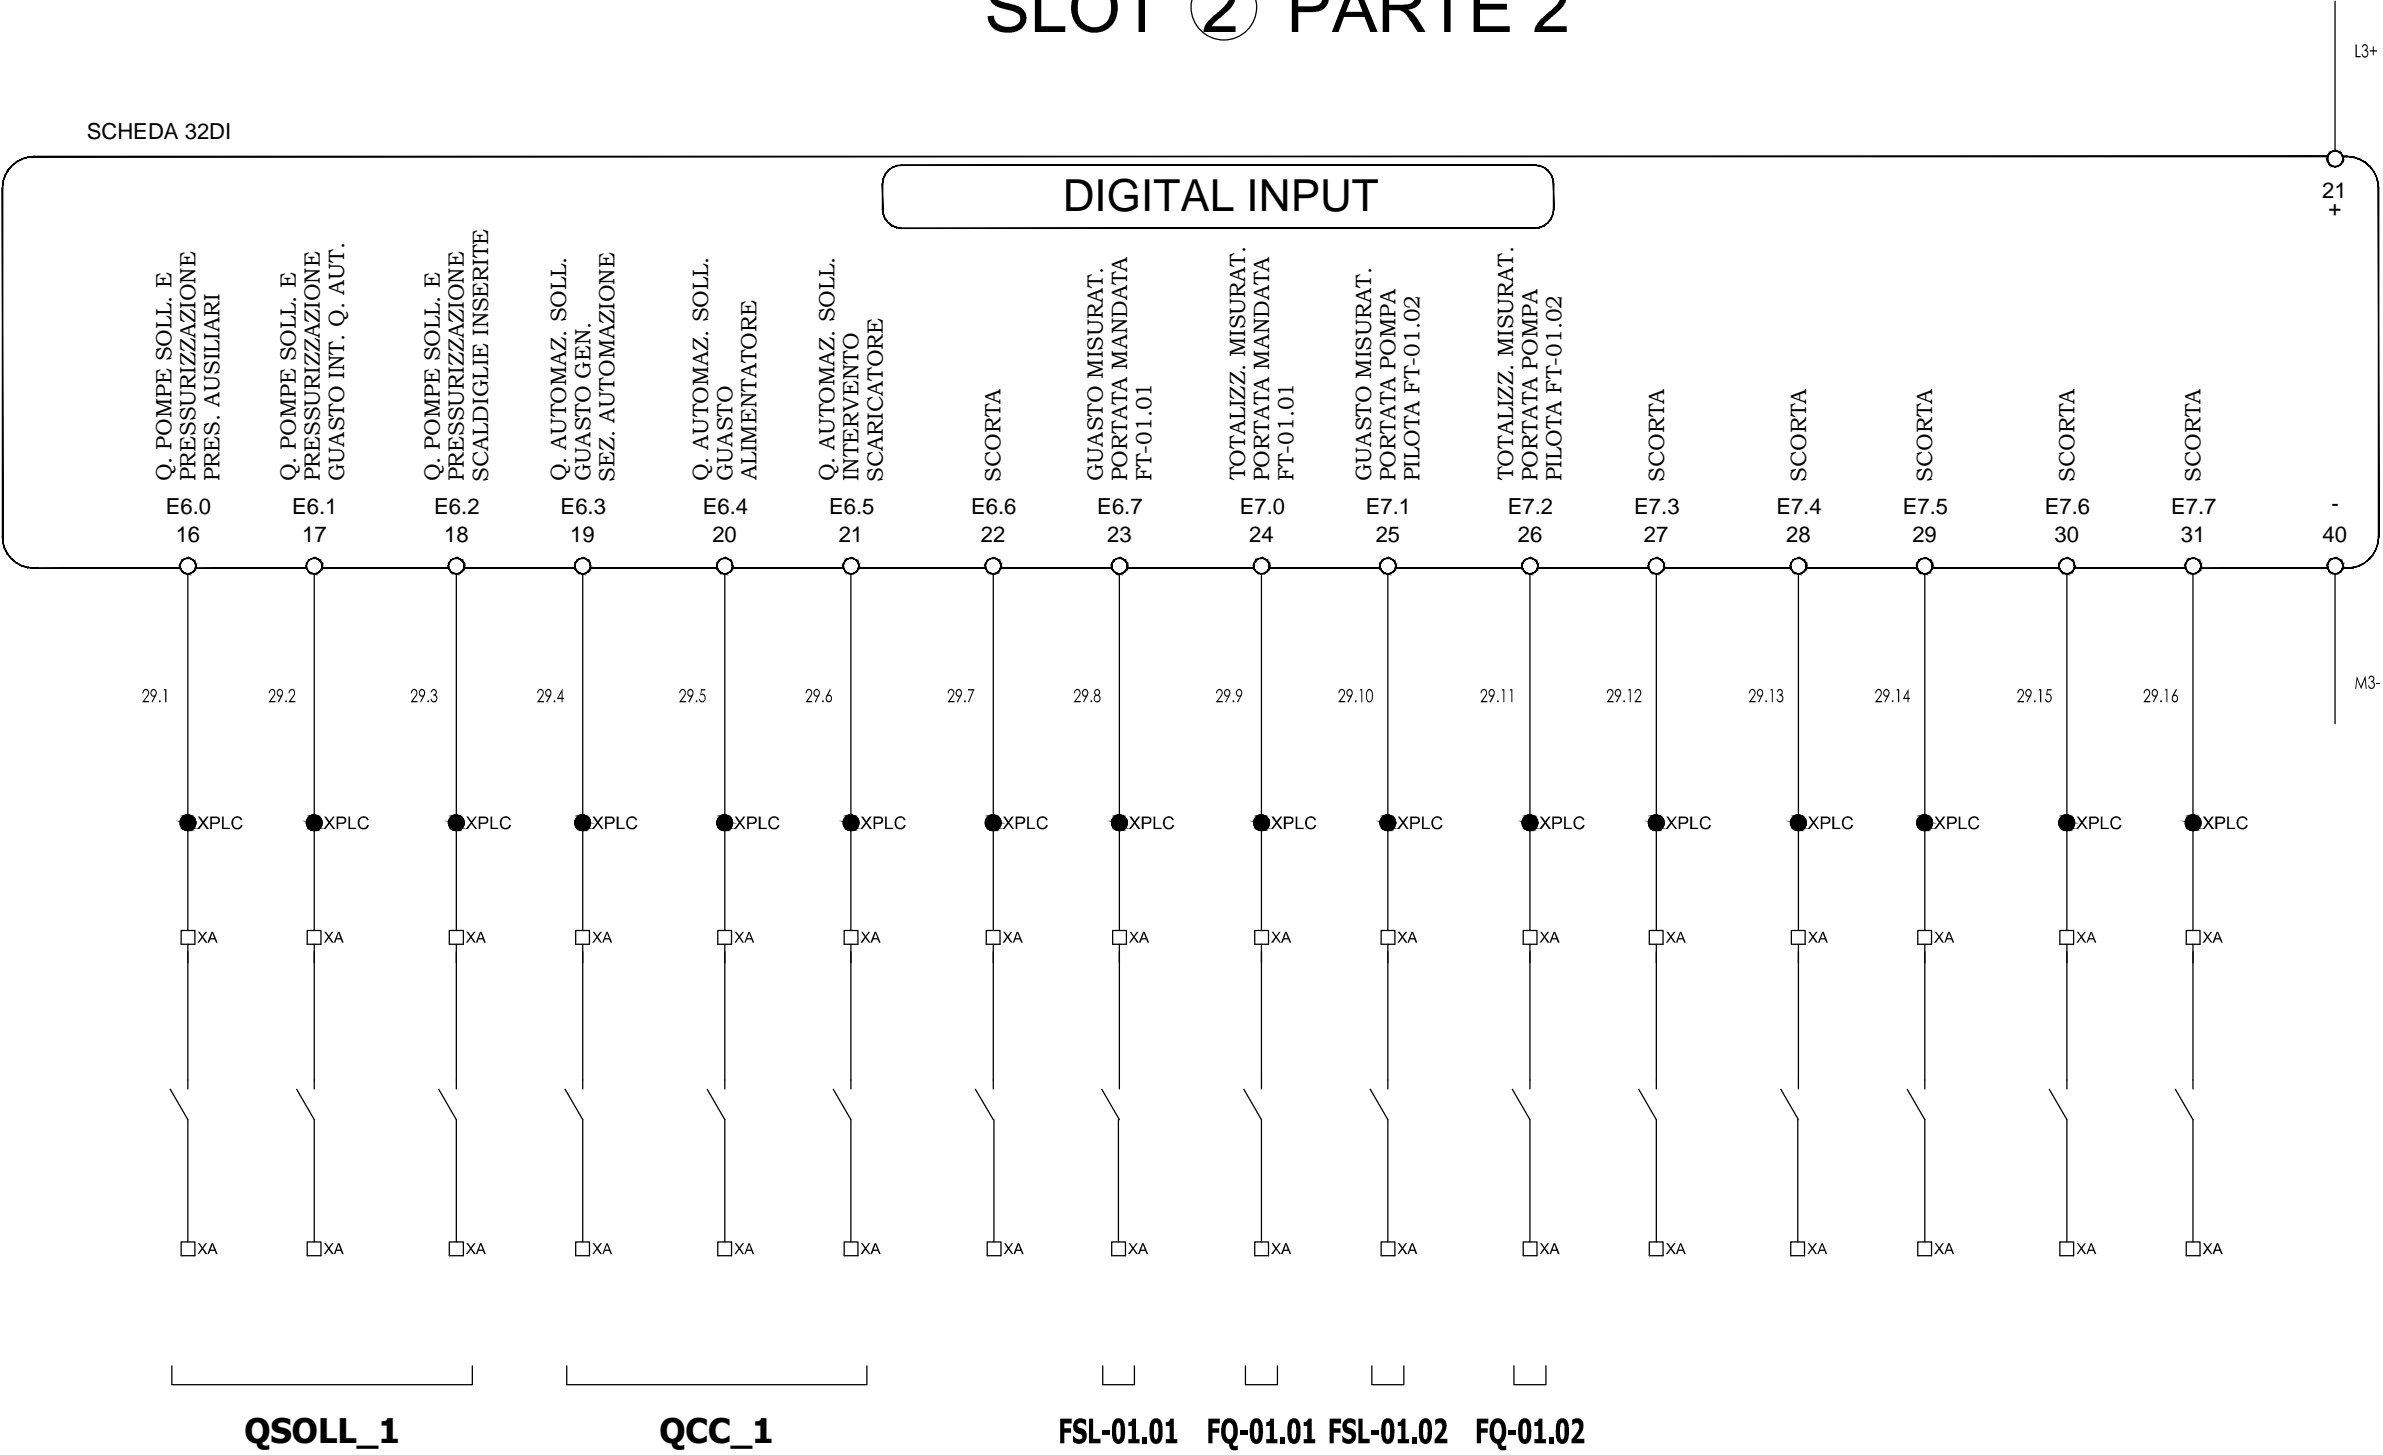 SLOT 2 PARTE 2
L3+
SCHEDA 32DI
DIGITAL INPUT
21
+
Q. POMPE SOLL. E
PRESSURIZZAZIONE
PRES. AUSILIARI
Q. POMPE SOLL. E
PRESSURIZZAZIONE
GUASTO INT. Q. AUT.
Q. POMPE SOLL. E
PRESSURIZZAZIONE
SCALDIGLIE INSERITE
Q. AUTOMAZ. SOLL.
GUASTO GEN.
SEZ. AUTOMAZIONE
Q. AUTOMAZ. SOLL.
GUASTO
ALIMENTATORE
Q. AUTOMAZ. SOLL.
INTERVENTO
SCARICATORE
SCORTA
GUASTO MISURAT.
PORTATA MANDATA
FT-01.01
TOTALIZZ. MISURAT.
PORTATA MANDATA
FT-01.01
GUASTO MISURAT.
PORTATA POMPA
PILOTA FT-01.02
TOTALIZZ. MISURAT.
PORTATA POMPA
PILOTA FT-01.02
SCORTA
SCORTA
SCORTA
SCORTA
SCORTA
E6.0 E6.1 E6.2 E6.3 E6.4 E6.5 E6.6 E6.7 E7.0 E7.1 E7.2 E7.3 E7.4 E7.5 E7.6 E7.7 -
16 17 18 19 20 21 22 23 24 25 26 27 28 29 30 31 40
29.1 29.2 29.3 29.4 29.5 29.6 29.7 29.8 29.9 29.10 29.11 29.12 29.13 29.14 29.15 29.16 M3-
XPLC XPLC XPLC XPLC XPLC XPLC XPLC XPLC XPLC XPLC XPLC XPLC XPLC XPLC XPLC XPLC
XA XA XA XA XA XA XA XA XA XA XA XA XA XA XA XA
XA XA XA XA XA XA XA XA XA XA XA XA XA XA XA XA
QSOLL_1 QCC_1 FSL-01.01 FQ-01.01 FSL-01.02 FQ-01.02